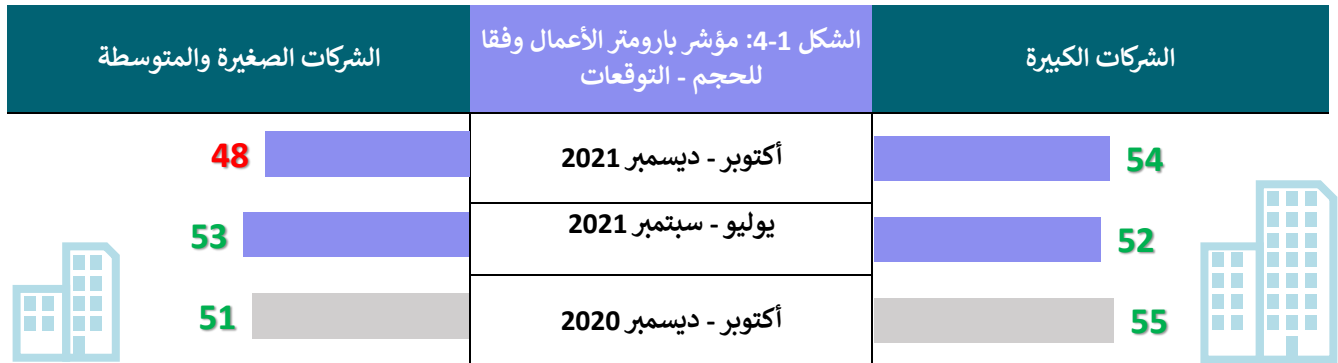 الشركات الكبيرة
الشكل 1-4: مؤشر بارومتر الأعمال وفقا
للحجم - التوقعات
الشركات الصغيرة والمتوسطة
54
أكتوبر - ديسمبر 2021
48
52
يوليو - سبتمبر 2021
53
55
أكتوبر - ديسمبر 2020
51